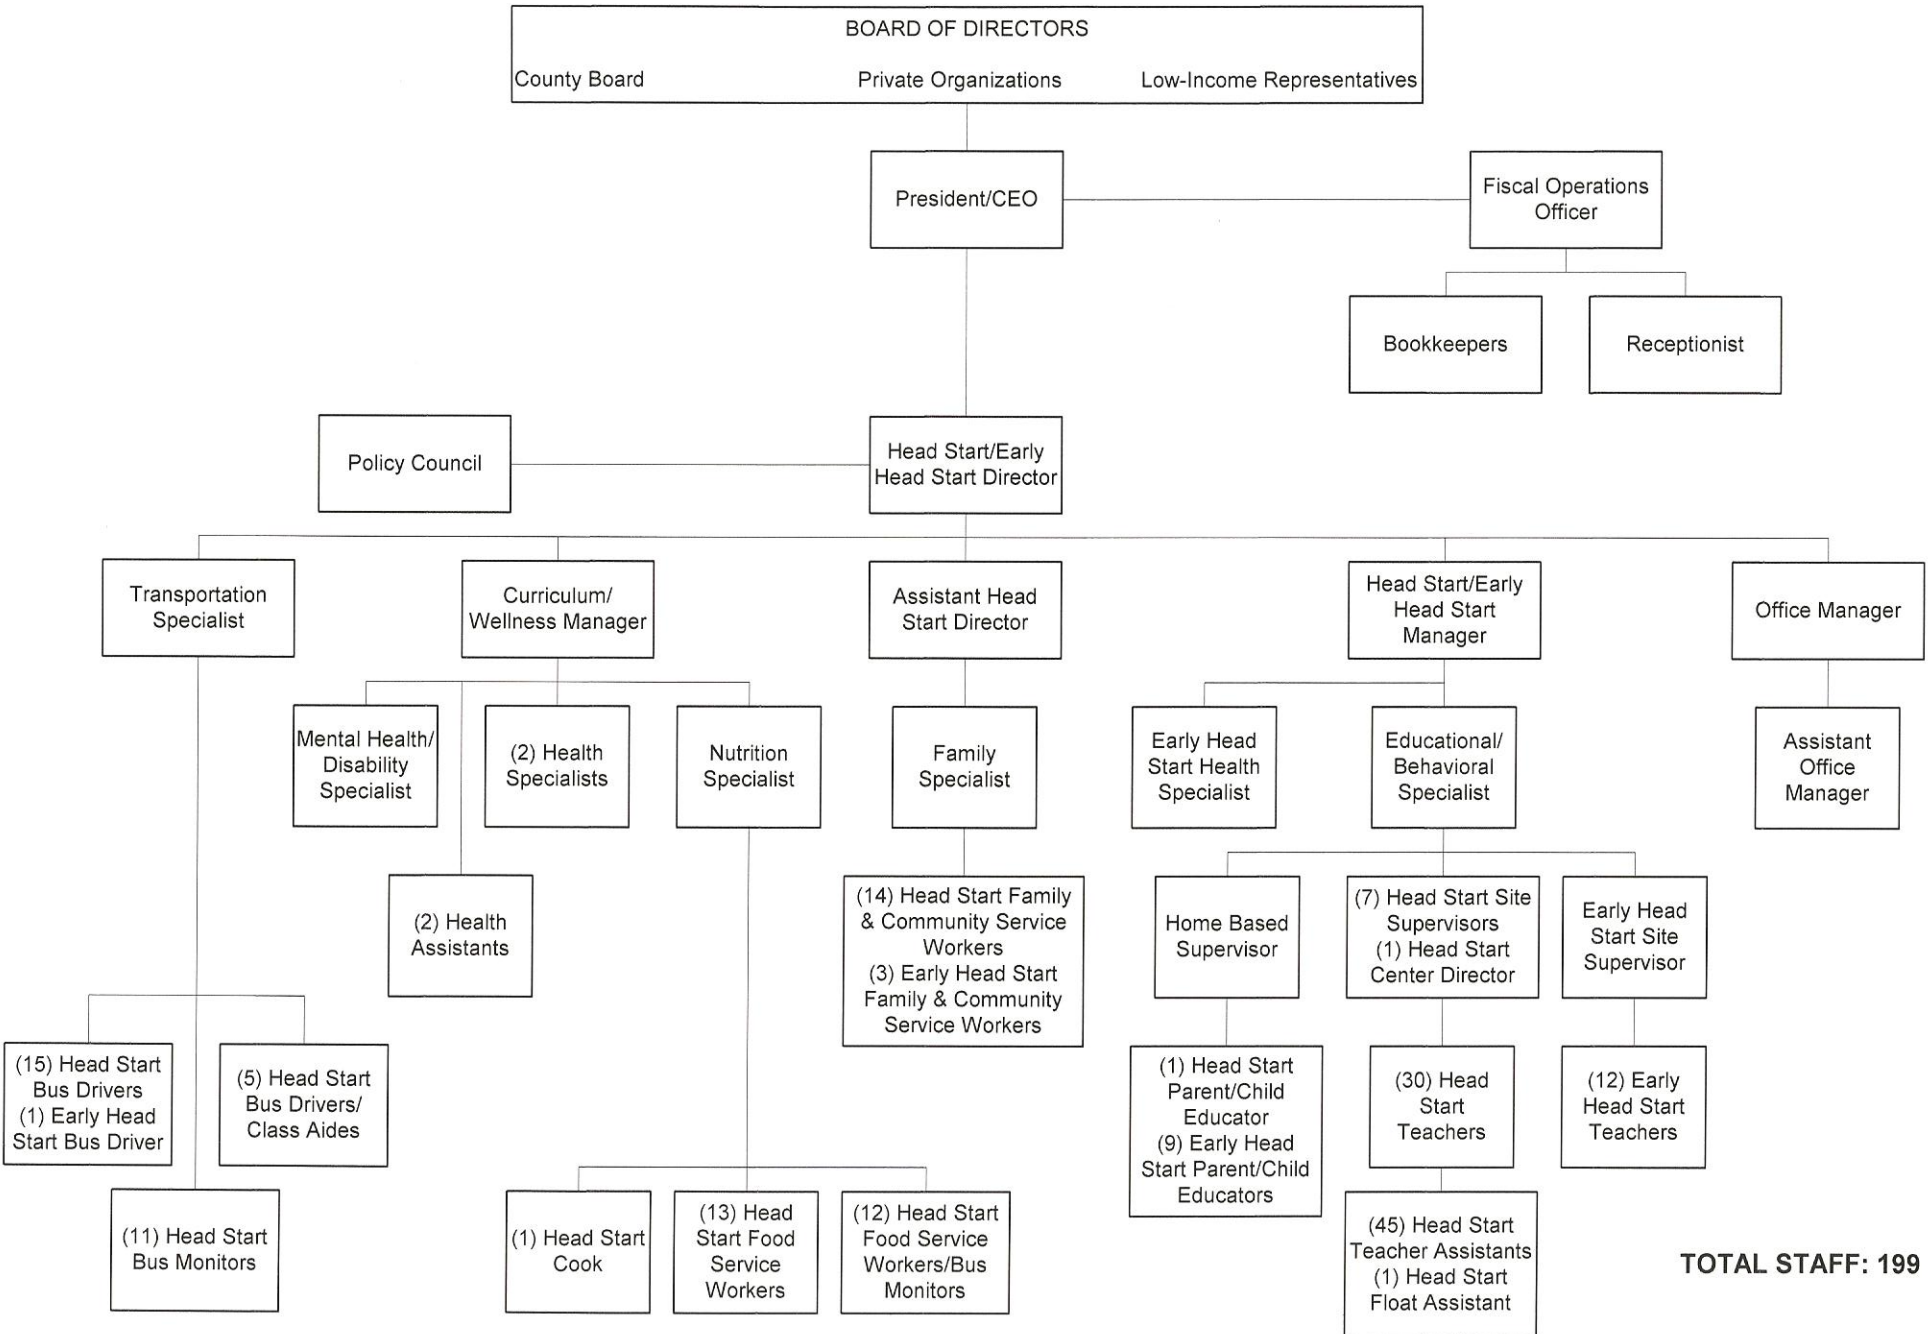 BOARD OF DIRECTORS
County Board Private Organizations Low-Income Representatives
President/CEO
Fiscal Operations
Officer
Bookkeepers
Receptionist
Policy Council
Head Start/Early
Head Start Director
Transportation
Specialist
Curriculum/
Wellness Manager
Assistant Head
Start Director
Head Start/Early
Head Start
Manager
Office Manager
Mental Health/
Disability
Specialist
(2) Health
Specialists
Nutrition
Specialist
Family
Specialist
Early Head
Start Health
Specialist
Educational/
Behavioral
Specialist
Assistant
Office
Manager
(2) Health
Assistants
(14) Head Start Family
& Community Service
Workers
(3) Early Head Start
Family & Community
Service Workers
Home Based
Supervisor
(7) Head Start Site
Supervisors
(1) Head Start
Center Director
Early Head
Start Site
Supervisor
(15) Head Start
Bus Drivers
(1) Early Head
Start Bus Driver
(5) Head Start
Bus Drivers/
Class Aides
(1) Head Start
Parent/Child
Educator
(9) Early Head
Start Parent/Child
Educators
(30) Head
Start
Teachers
(12) Early
Head Start
Teachers
(11) Head Start
Bus Monitors
(1) Head Start
Cook
(13) Head
Start Food
Service
Workers
(12) Head Start
Food Service
Workers/Bus
Monitors
(45) Head Start
Teacher Assistants
(1) Head Start
Float Assistant
TOTAL STAFF: 199